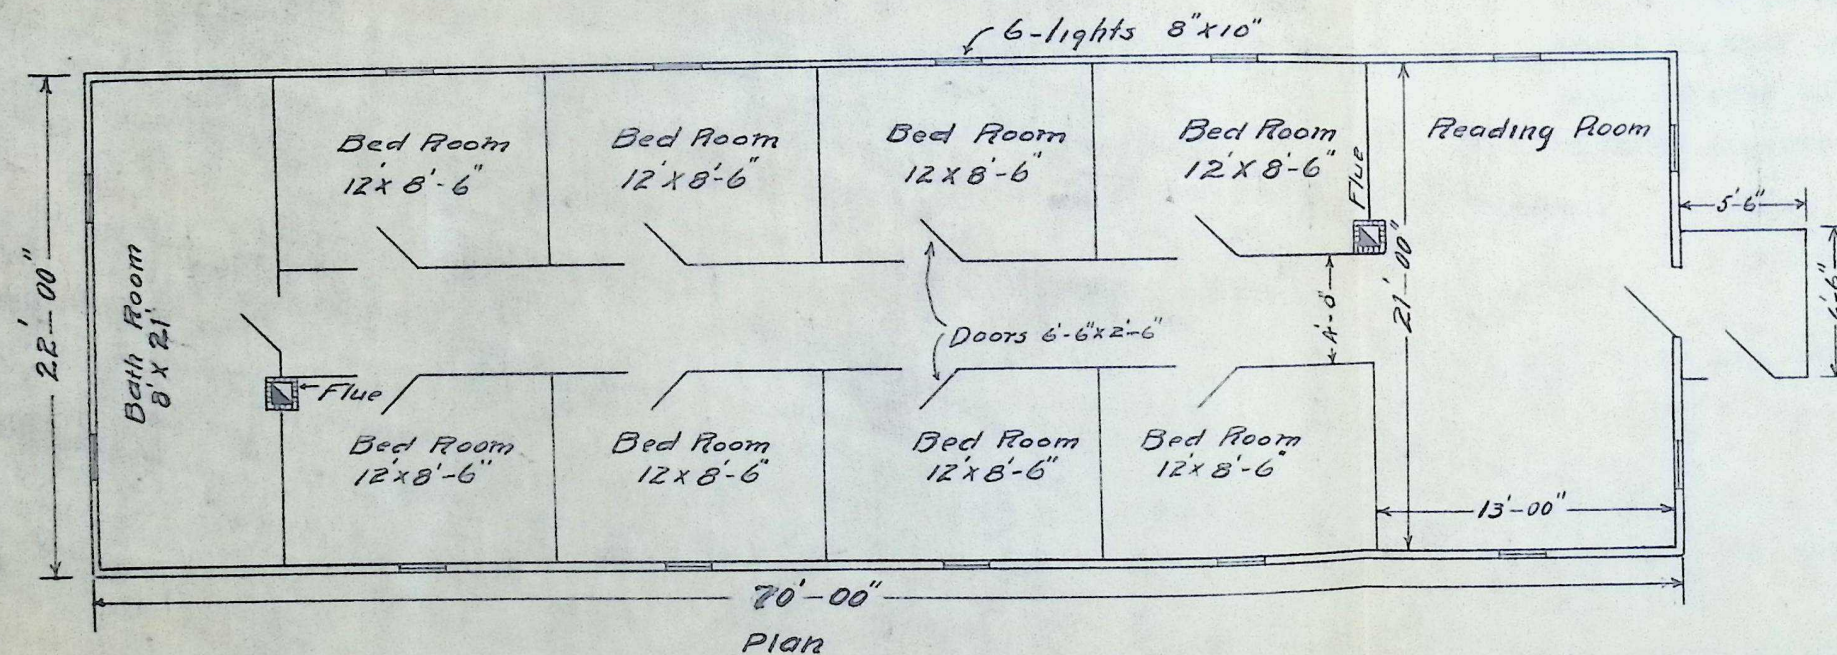 6-lights 8"x10"
Bed Room
12'x 8'-6"
Bed Room
12'x 8'-6"
Bed Room
12'x 8'-6"
Bed Room
12'x 8'-6"
Flue
Reading Room
5'-6"
22'-00"
Bath Room
8' x 21'
21'-00"
4'-0"
6'-6"
Doors 6'-6"x2'-6"
Flue
Bed Room
12'x 8'-6"
Bed Room
12'x 8'-6"
Bed Room
12'x 8'-6"
Bed Room
12'x 8'-6"
13'-00"
70'-00"
Plan